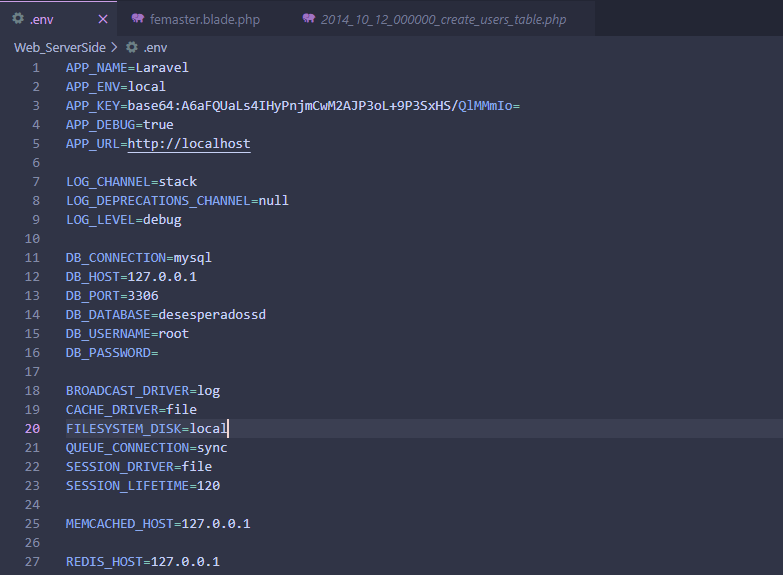 .env
femaster.blade.php
2014_10_12_000000_create_users_table.php
Web_ServerSide > .env
1 APP_NAME=Laravel
2 APP_ENV=local
3 APP_KEY=base64:A6aFQUaLs4IHyPnjmCwM2AJP3oL+9P3SxHS/QlMMmIo=
4 APP_DEBUG=true
5 APP_URL=http://localhost
6
7 LOG_CHANNEL=stack
8 LOG_DEPRECATIONS_CHANNEL=null
9 LOG_LEVEL=debug
10
11 DB_CONNECTION=mysql
12 DB_HOST=127.0.0.1
13 DB_PORT=3306
14 DB_DATABASE=desesperadossd
15 DB_USERNAME=root
16 DB_PASSWORD=
17
18 BROADCAST_DRIVER=log
19 CACHE_DRIVER=file
20 FILESYSTEM_DISK=local
21 QUEUE_CONNECTION=sync
22 SESSION_DRIVER=file
23 SESSION_LIFETIME=120
24
25 MEMCACHED_HOST=127.0.0.1
26
27 REDIS_HOST=127.0.0.1